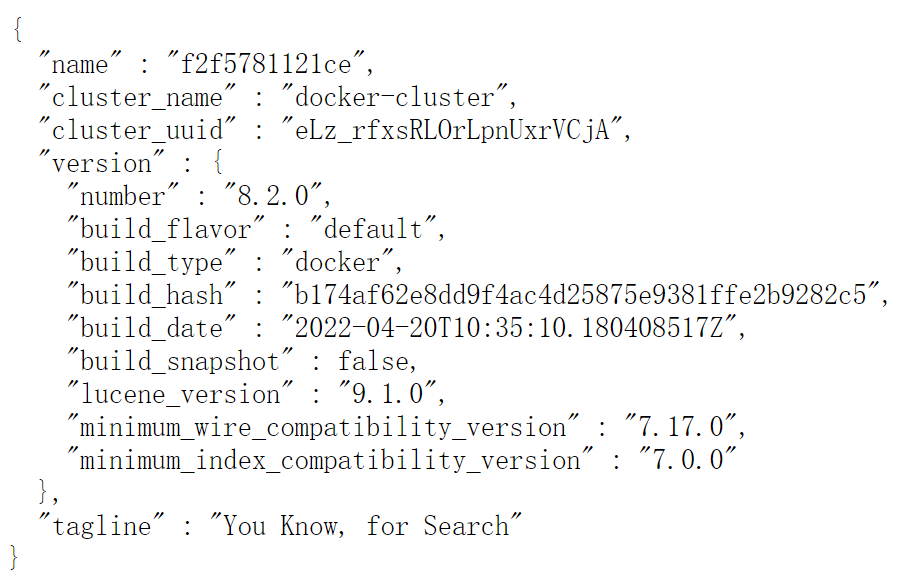 {
  "name" : "f2f5781121ce",
  "cluster_name" : "docker-cluster",
  "cluster_uuid" : "eLz_rfxsRLOrLpnUxrVCjA",
  "version" : {
    "number" : "8.2.0",
    "build_flavor" : "default",
    "build_type" : "docker",
    "build_hash" : "b174af62e8dd9f4ac4d25875e9381ffe2b9282c5",
    "build_date" : "2022-04-20T10:35:10.180408517Z",
    "build_snapshot" : false,
    "lucene_version" : "9.1.0",
    "minimum_wire_compatibility_version" : "7.17.0",
    "minimum_index_compatibility_version" : "7.0.0"
  },
  "tagline" : "You Know, for Search"
}